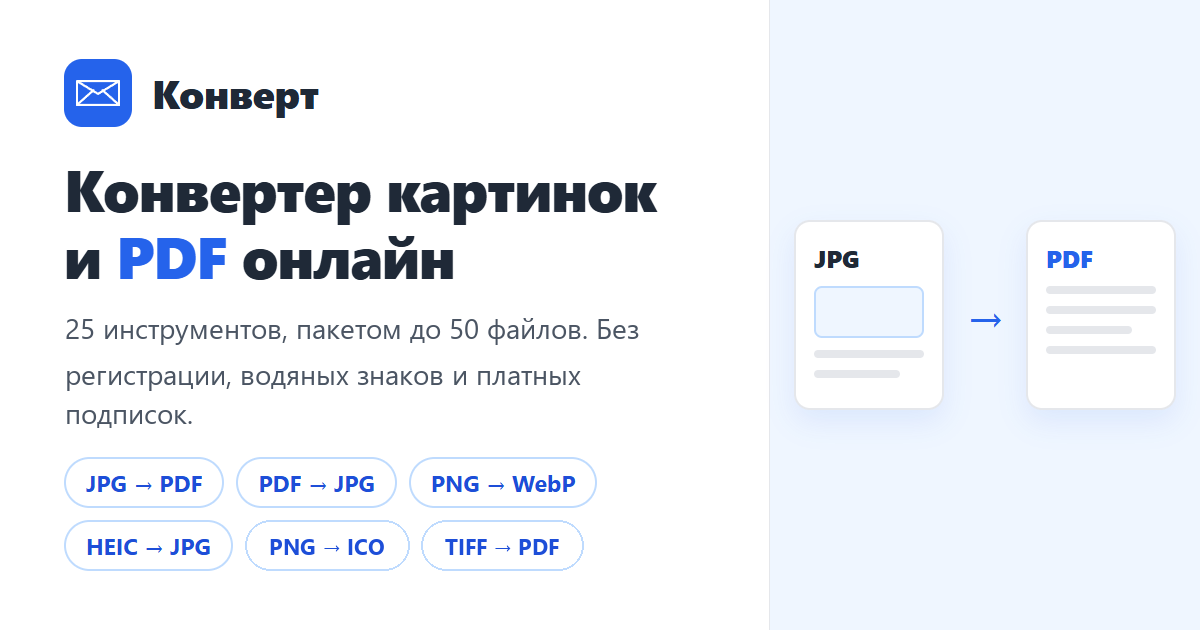 Конверт
Конвертер картинок
и PDF онлайн
25 инструментов, пакетом до 50 файлов. Без
регистрации, водяных знаков и платных
подписок.
JPG → PDF
PDF → JPG
PNG → WebP
HEIC → JPG
PNG → ICO
TIFF → PDF
JPG
→
PDF